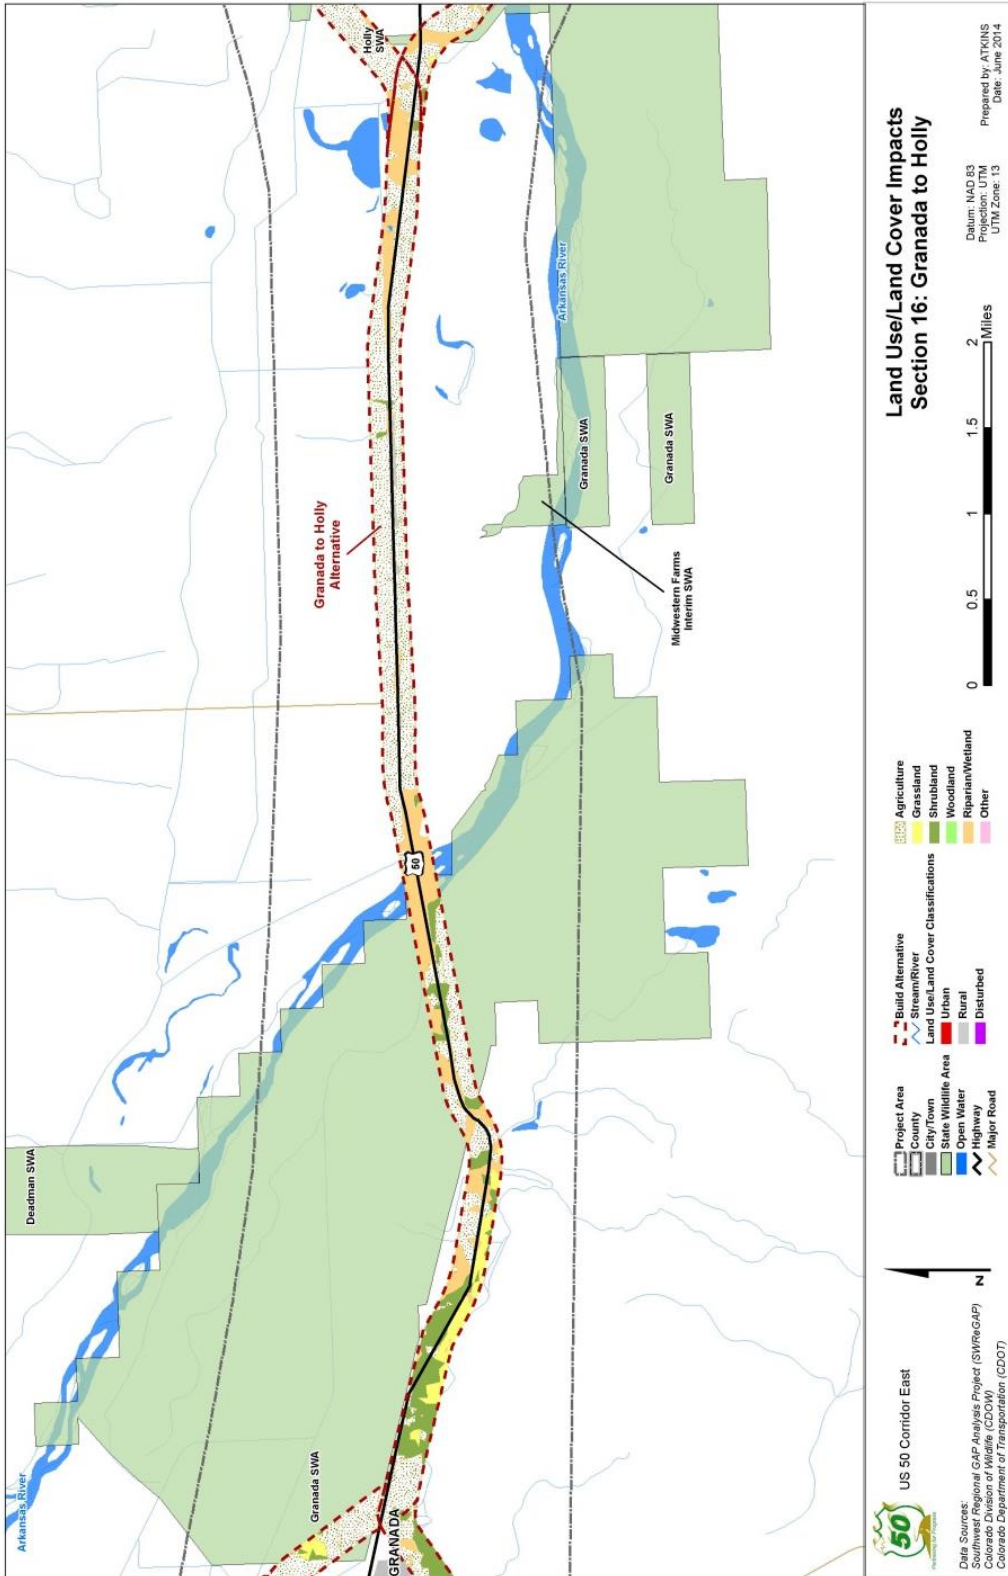 Arkansas River
Deadman SWA
Granada SWA
GRANADA
50
Granada to Holly
Alternative
Holly
SWA
Arkansas River
Granada SWA
Granada SWA
Midwestern Farms
Interim SWA
50
US 50 Corridor East
Data Sources:
Southwest Regional GAP Analysis Project (SWReGAP)
Colorado Division of Wildlife (CDOW)
Colorado Department of Transportation (CDOT)
N
Project Area
County
City/Town
State Wildlife Area
Open Water
Highway
Major Road
Build Alternative
Stream/River
Land Use/Land Cover Classifications
Urban
Rural
Disturbed
Agriculture
Grassland
Shrubland
Woodland
Riparian/Wetland
Other
0 0.5 1 1.5 2
Miles
Land Use/Land Cover Impacts
Section 16: Granada to Holly
Datum: NAD 83
Projection: UTM
UTM Zone: 13
Prepared by: ATKINS
Date: June 2014